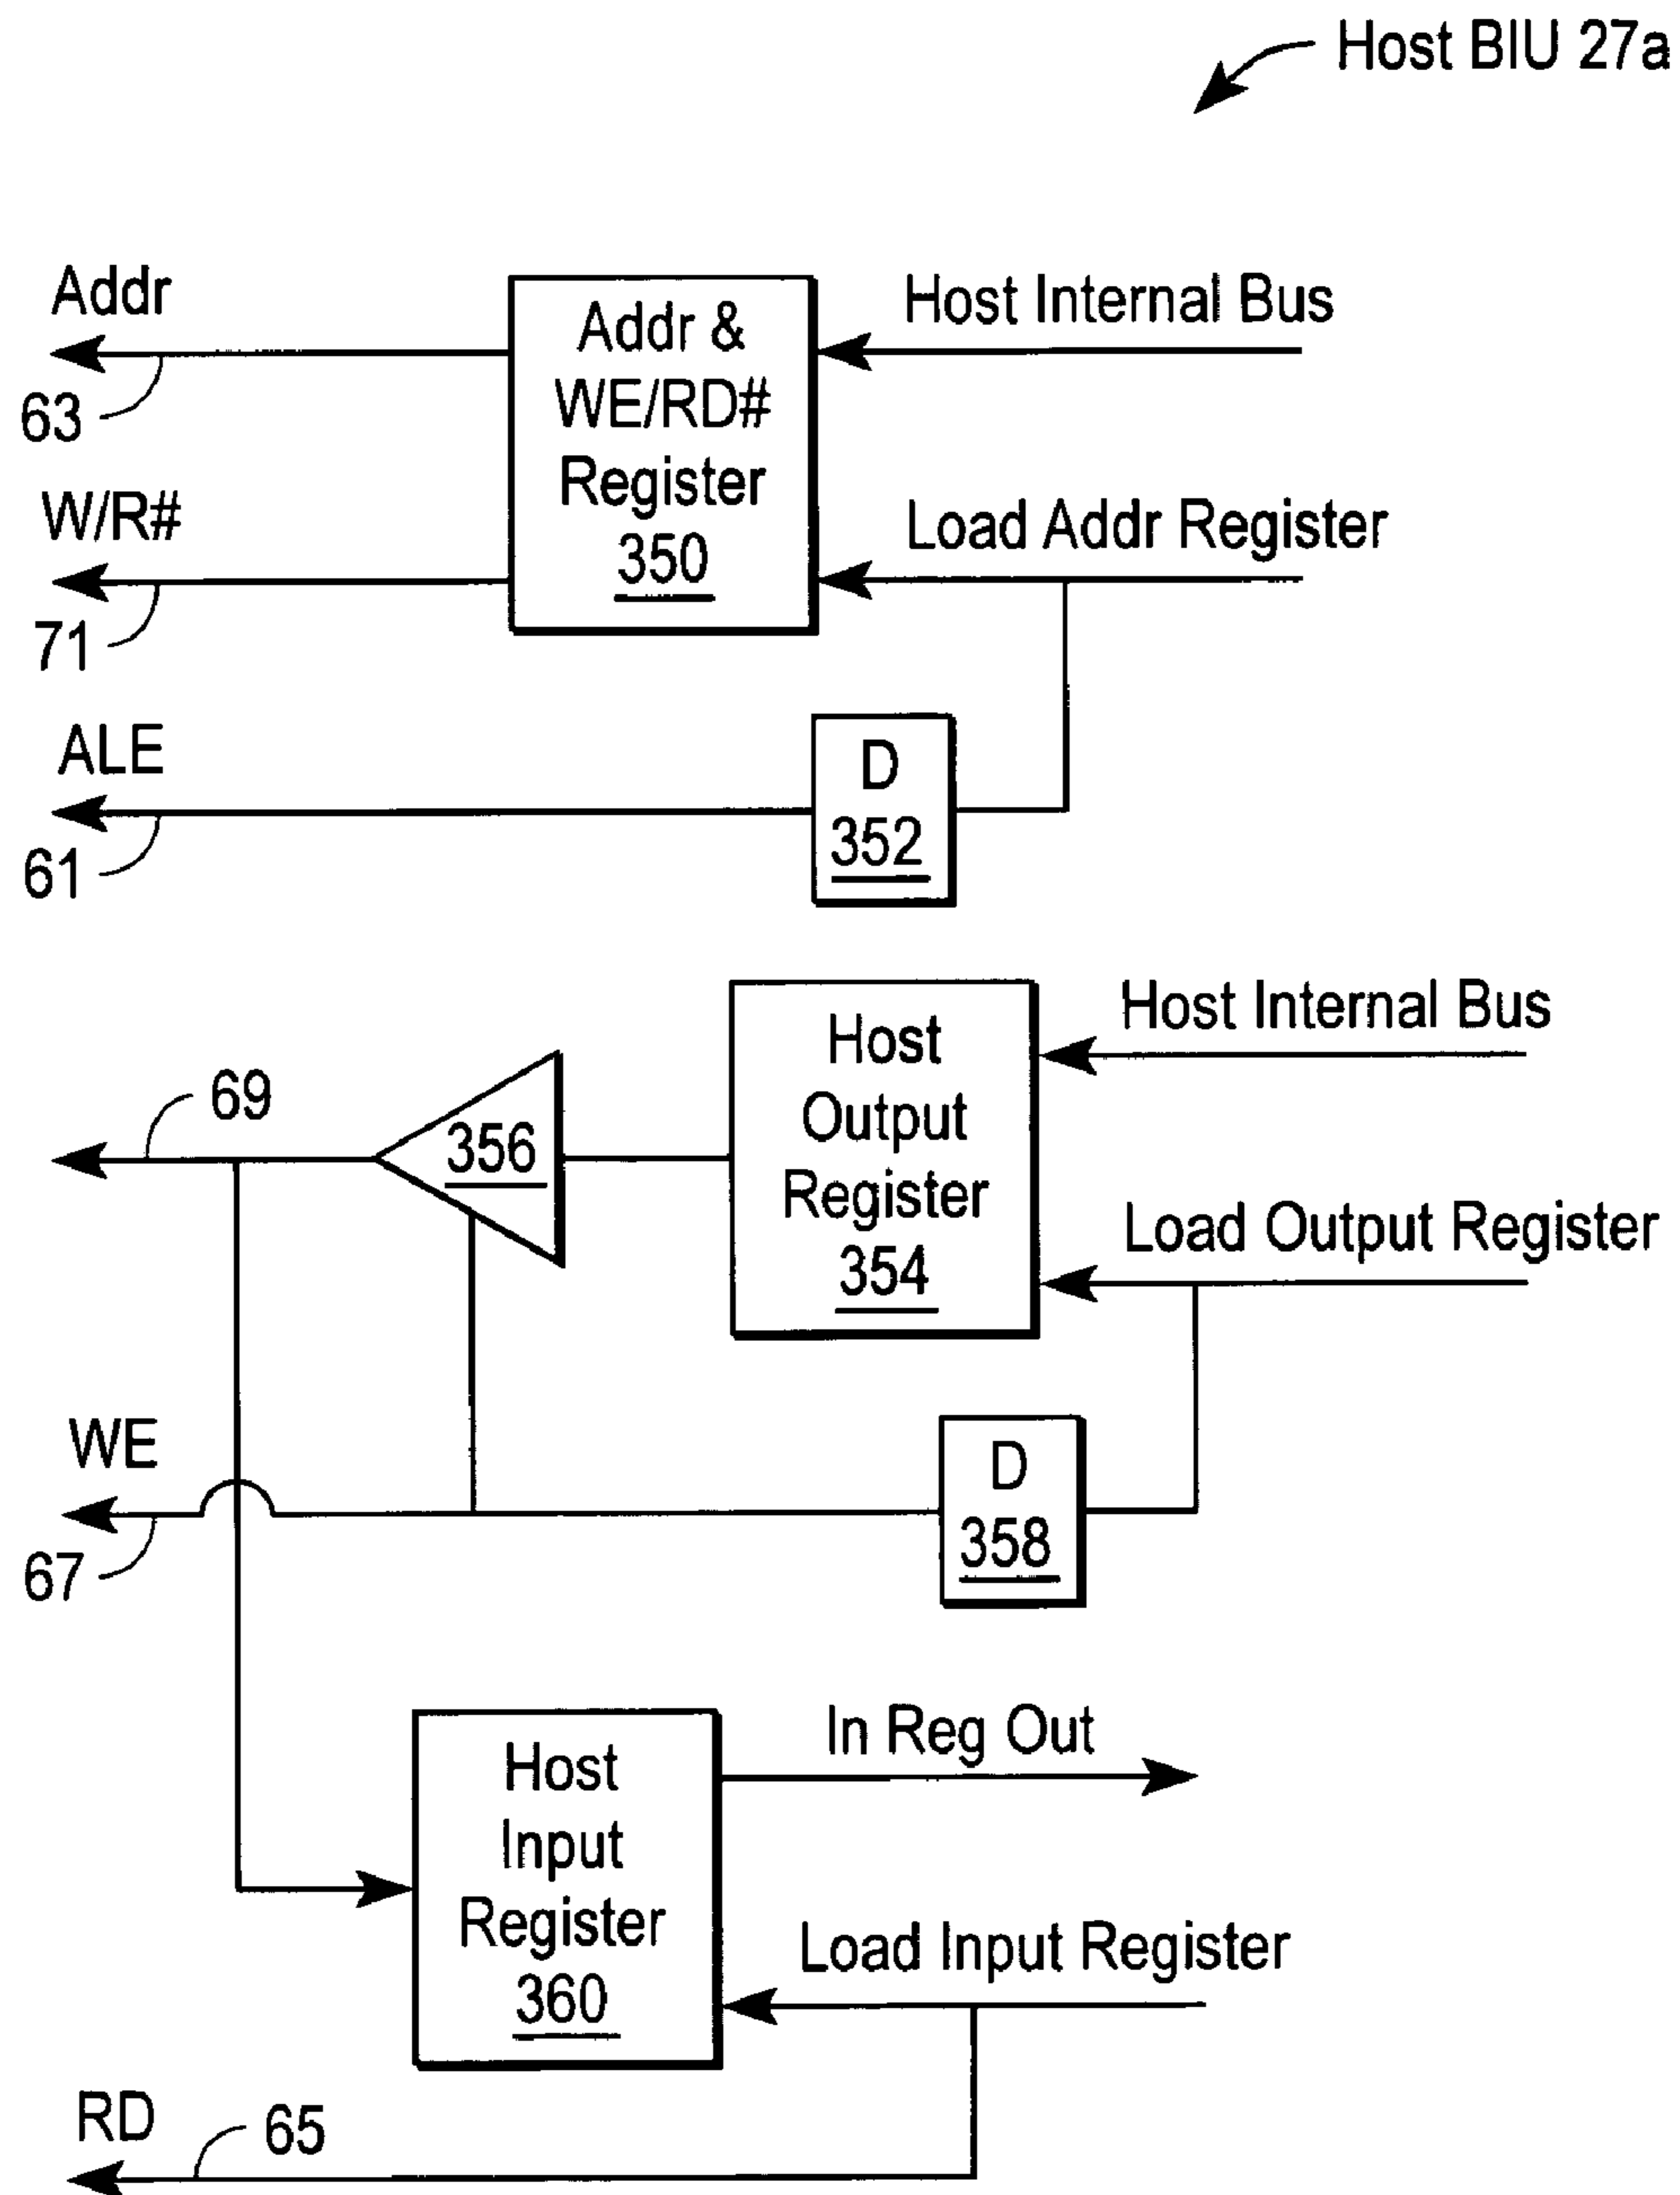 Host BIU 27a
Addr
63
Addr &
WE/RD#
Register
350
Host Internal Bus
W/R#
71
Load Addr Register
ALE
61
D
352
Host
Output
Register
354
Host Internal Bus
69
356
Load Output Register
WE
67
D
358
Host
Input
Register
360
In Reg Out
Load Input Register
RD
65